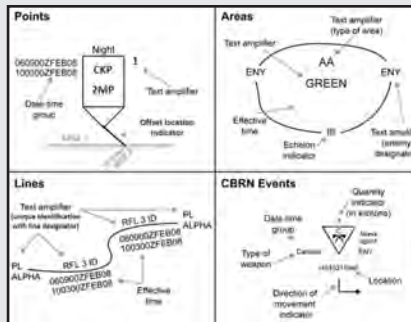 Points
Night
060900ZFEB08
100300ZFEB08
1
CKP
2MP
Text amplifier
Date-time
group
Offset location
indicator
Areas
Text amplifier
(type of area)
Text amplifier
AA
ENY
GREEN
ENY
Effective
time
Text
(enemy
Echelon
indicator
Lines
Text amplifier
(unique identification
with line designator)
RFL 3 ID
PL
ALPHA
060900ZFEB08
100300ZFEB08
PL
ALPHA
RFL 3 ID
060900ZFEB08
100300ZFEB08
Effective
time
CBRN Events
Quantity
indicator
(in kilotons)
Date-time
group
Type of
weapon
Location
Direction of
movement indicator